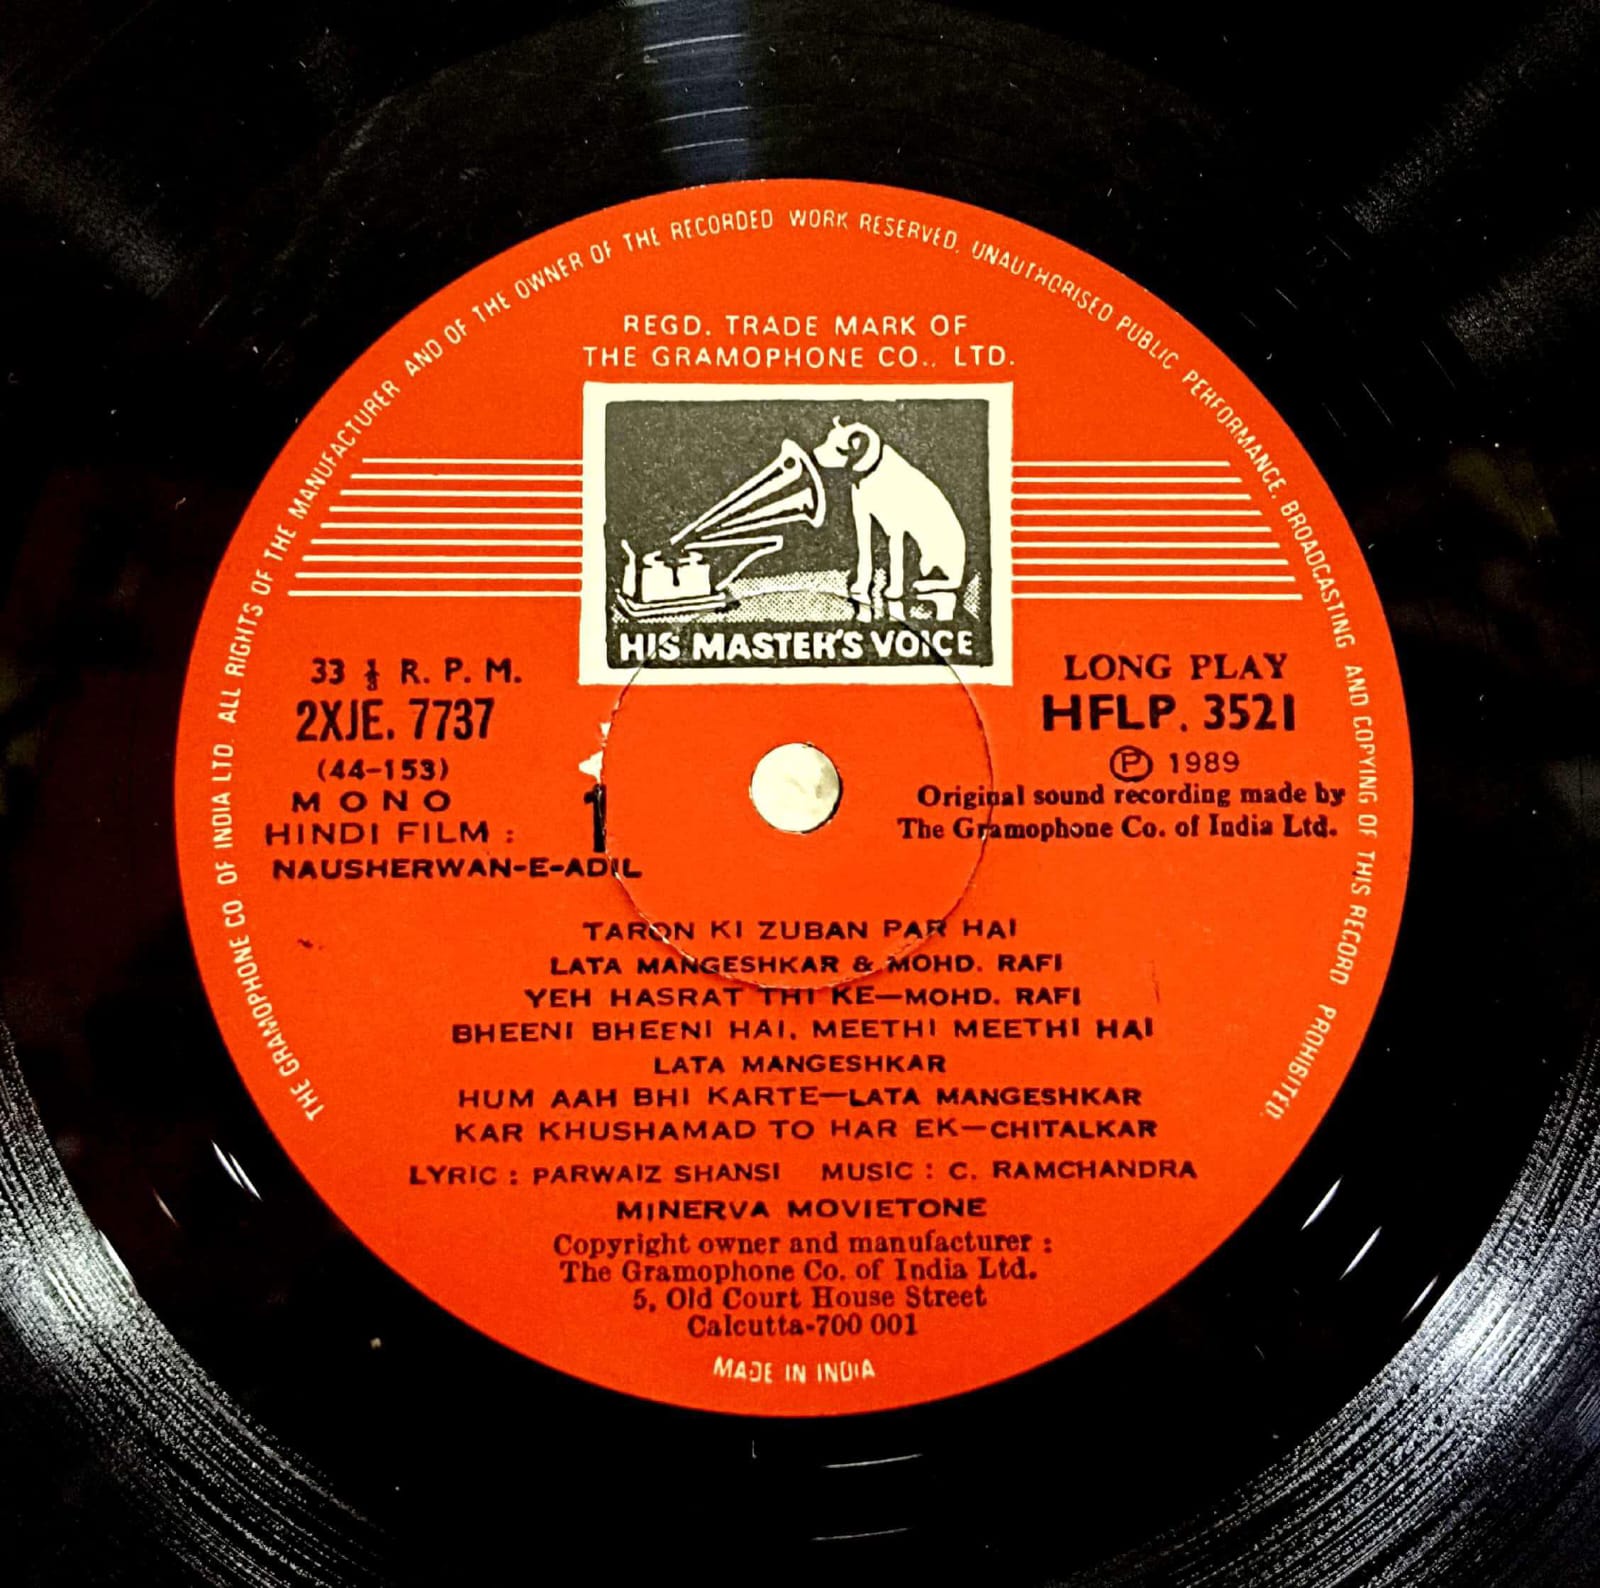 THE GRAMOPHONE CO. OF INDIA LTD. ALL RIGHTS OF THE MANUFACTURER AND OF THE OWNER OF THE RECORDED WORK RESERVED. UNAUTHORISED PUBLIC PERFORMANCE, BROADCASTING AND COPYING OF THIS RECORD PROHIBITED.
REGD. TRADE MARK OF
THE GRAMOPHONE CO., LTD.
HIS MASTER'S VOICE
33 ⅓ R. P. M.
2XJE. 7737
(44-153)
MONO
HINDI FILM :
NAUSHERWAN-E-ADIL
1
LONG PLAY
HFLP. 3521
Ⓟ 1989
Original sound recording made by
The Gramophone Co. of India Ltd.
TARON KI ZUBAN PAR HAI
LATA MANGESHKAR & MOHD. RAFI
YEH HASRAT THI KE—MOHD. RAFI
BHEENI BHEENI HAI, MEETHI MEETHI HAI
LATA MANGESHKAR
HUM AAH BHI KARTE—LATA MANGESHKAR
KAR KHUSHAMAD TO HAR EK—CHITALKAR
LYRIC : PARWAIZ SHANSI MUSIC : C. RAMCHANDRA
MINERVA MOVIETONE
Copyright owner and manufacturer :
The Gramophone Co. of India Ltd.
5, Old Court House Street
Calcutta-700 001
MADE IN INDIA